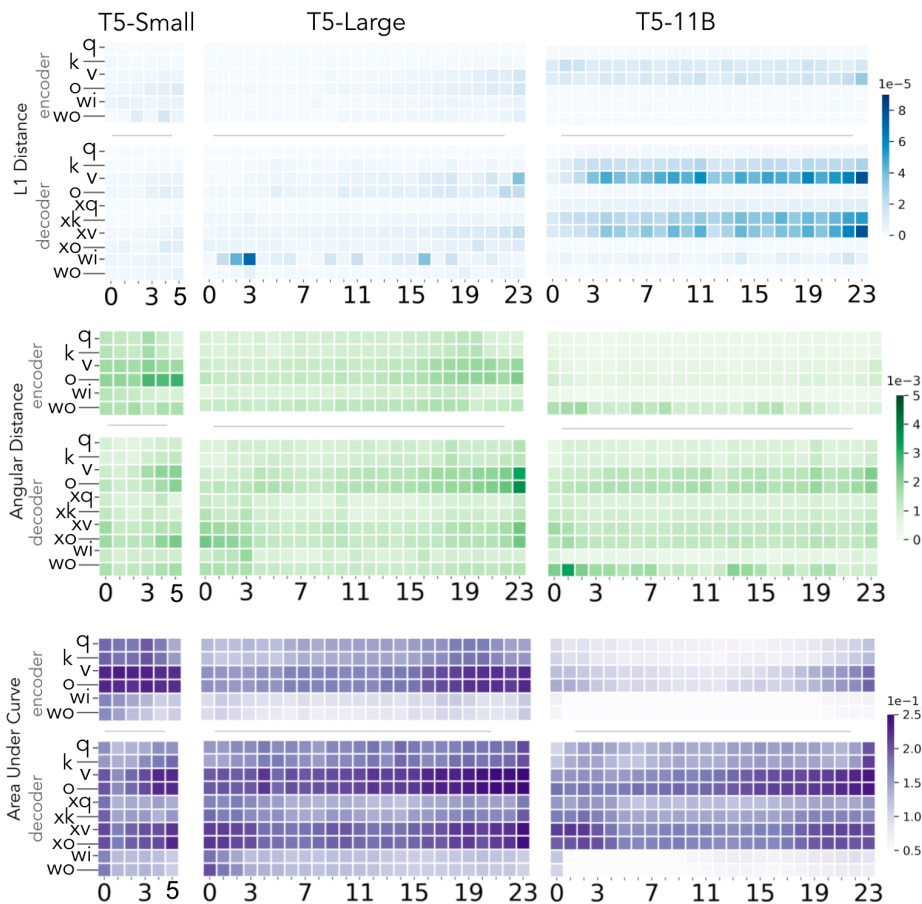 T5-Small T5-Large T5-11B
L1 Distance
encoder
q
k
v
o
wi
wo
decoder
q
k
v
o
xq
xk
xv
xo
wi
wo
0 3 5 0 3 7 11 15 19 23 0 3 7 11 15 19 23
1e−5
8
6
4
2
0
Angular Distance
encoder
q
k
v
o
wi
wo
decoder
q
k
v
o
xq
xk
xv
xo
wi
wo
0 3 5 0 3 7 11 15 19 23 0 3 7 11 15 19 23
1e−3
5
4
3
2
1
0
Area Under Curve
encoder
q
k
v
o
wi
wo
decoder
q
k
v
o
xq
xk
xv
xo
wi
wo
0 3 5 0 3 7 11 15 19 23 0 3 7 11 15 19 23
1e−1
2.5
2.0
1.5
1.0
0.5